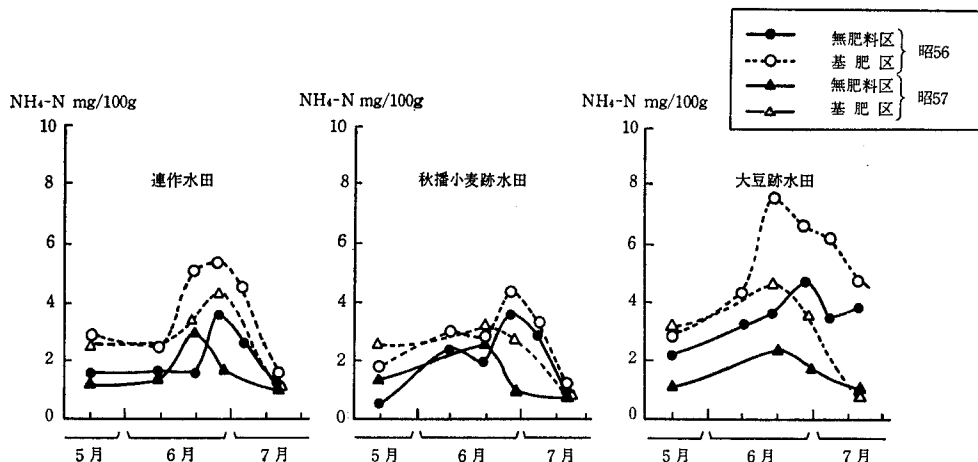 無肥料区
基肥区
昭56
無肥料区
基肥区
昭57
NH₄-N mg/100g
10
8
6
4
2
0
連作水田
5月
6月
7月
NH₄-N mg/100g
10
8
6
4
2
0
秋播小麦跡水田
5月
6月
7月
NH₄-N mg/100g
10
8
6
4
2
0
大豆跡水田
5月
6月
7月